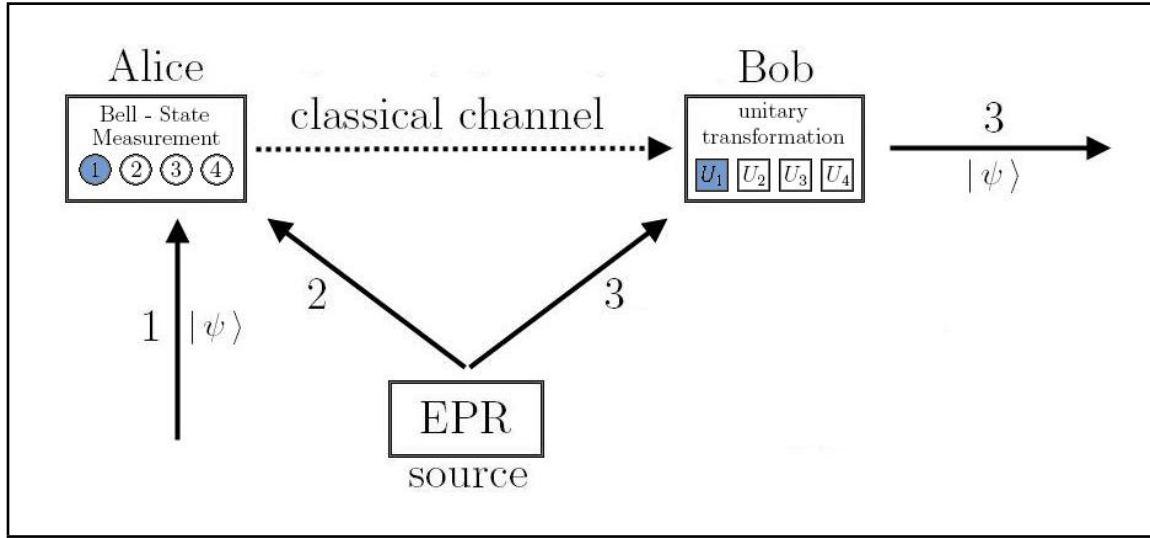 Alice
Bell - State
Measurement
1 2 3 4
classical channel
Bob
unitary
transformation
U₁ U₂ U₃ U₄
3
| ψ ⟩
2
3
1
| ψ ⟩
EPR
source